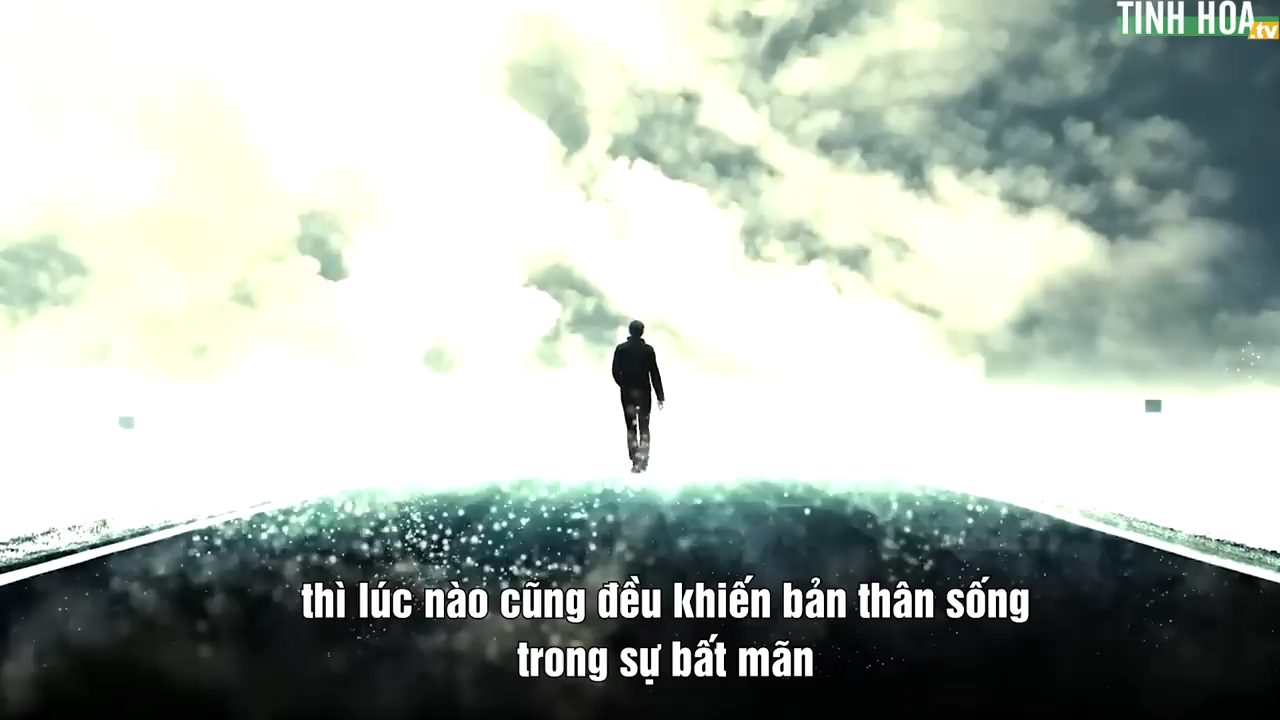 TINH HOA
.tv
thì lúc nào cũng đều khiến bản thân sống
trong sự bất mãn